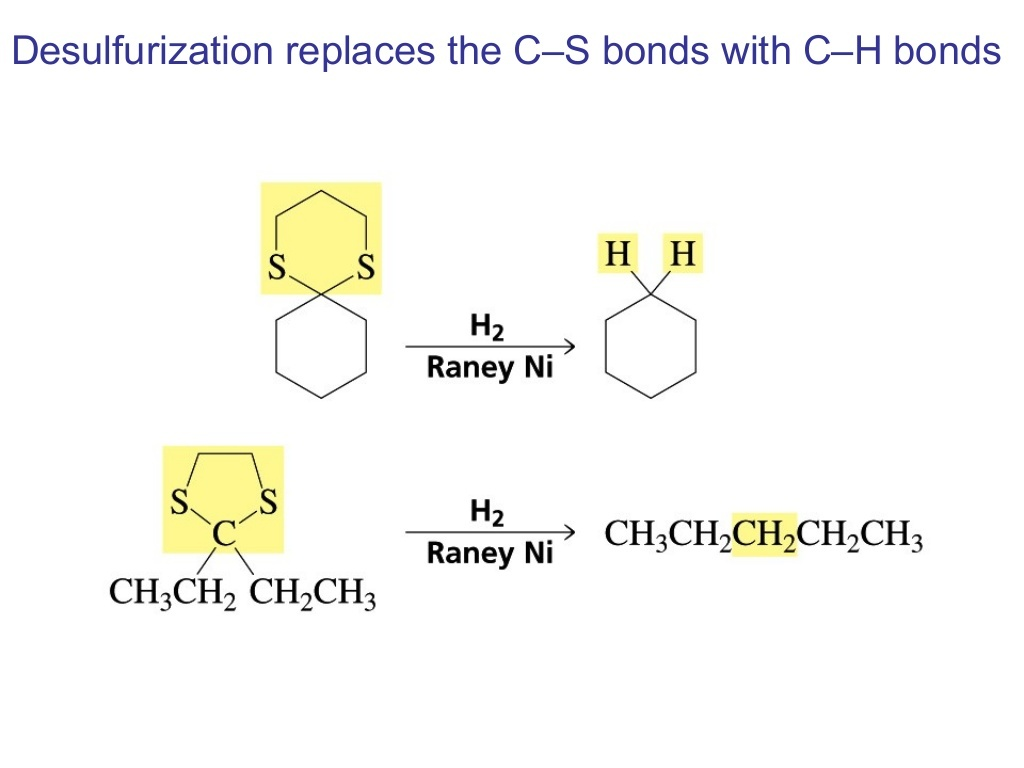 Desulfurization replaces the C–S bonds with C–H bonds
S S
H H
H₂
Raney Ni
S S
C
CH₃CH₂ CH₂CH₃
H₂
Raney Ni
CH₃CH₂CH₂CH₂CH₃